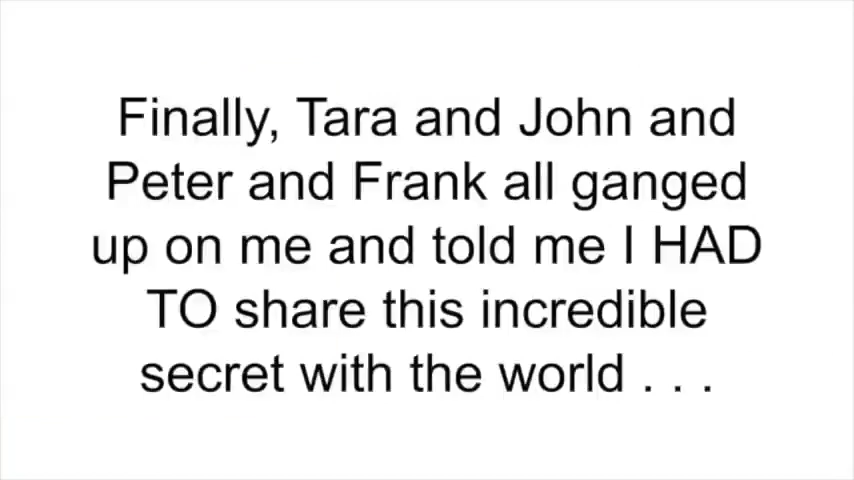 Finally, Tara and John and
Peter and Frank all ganged
up on me and told me I HAD
TO share this incredible
secret with the world . . .